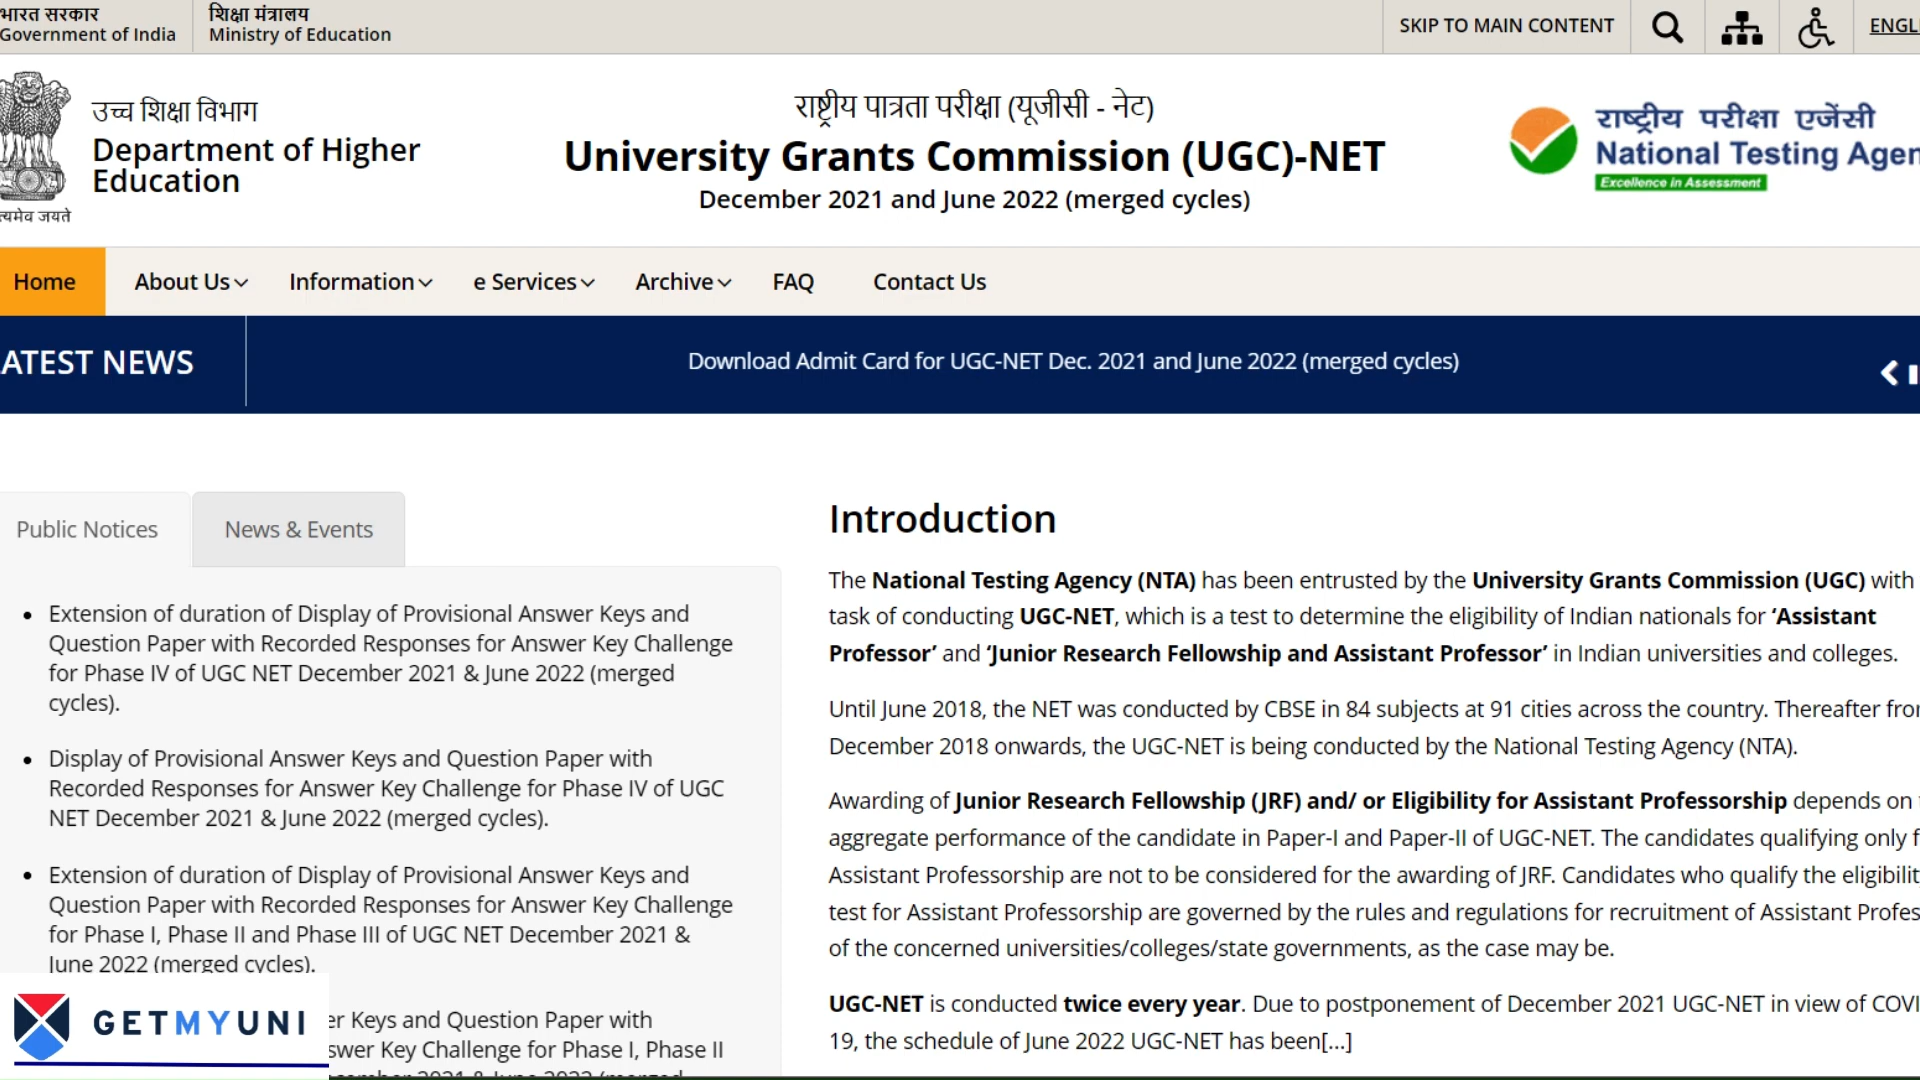 भारत सरकार
Government of India
शिक्षा मंत्रालय
Ministry of Education
SKIP TO MAIN CONTENT
ENGLI
त्यमेव जयते
उच्च शिक्षा विभाग
Department of Higher
Education
राष्ट्रीय पात्रता परीक्षा (यूजीसी - नेट)
University Grants Commission (UGC)-NET
December 2021 and June 2022 (merged cycles)
राष्ट्रीय परीक्षा एजेंसी
National Testing Agen
Excellence in Assessment
Home
About Us
Information
e Services
Archive
FAQ
Contact Us
ATEST NEWS
Download Admit Card for UGC-NET Dec. 2021 and June 2022 (merged cycles)
Public Notices
News & Events
Extension of duration of Display of Provisional Answer Keys and
Question Paper with Recorded Responses for Answer Key Challenge
for Phase IV of UGC NET December 2021 & June 2022 (merged
cycles).
Display of Provisional Answer Keys and Question Paper with
Recorded Responses for Answer Key Challenge for Phase IV of UGC
NET December 2021 & June 2022 (merged cycles).
Extension of duration of Display of Provisional Answer Keys and
Question Paper with Recorded Responses for Answer Key Challenge
for Phase I, Phase II and Phase III of UGC NET December 2021 &
June 2022 (merged cycles).
er Keys and Question Paper with
swer Key Challenge for Phase I, Phase II
cember 2021 & June 2022 (merged
GETMYUNI
Introduction
The National Testing Agency (NTA) has been entrusted by the University Grants Commission (UGC) with
task of conducting UGC-NET, which is a test to determine the eligibility of Indian nationals for ‘Assistant
Professor’ and ‘Junior Research Fellowship and Assistant Professor’ in Indian universities and colleges.
Until June 2018, the NET was conducted by CBSE in 84 subjects at 91 cities across the country. Thereafter from
December 2018 onwards, the UGC-NET is being conducted by the National Testing Agency (NTA).
Awarding of Junior Research Fellowship (JRF) and/ or Eligibility for Assistant Professorship depends on
aggregate performance of the candidate in Paper-I and Paper-II of UGC-NET. The candidates qualifying only f
Assistant Professorship are not to be considered for the awarding of JRF. Candidates who qualify the eligibilit
test for Assistant Professorship are governed by the rules and regulations for recruitment of Assistant Profes
of the concerned universities/colleges/state governments, as the case may be.
UGC-NET is conducted twice every year. Due to postponement of December 2021 UGC-NET in view of COVI
19, the schedule of June 2022 UGC-NET has been[...]